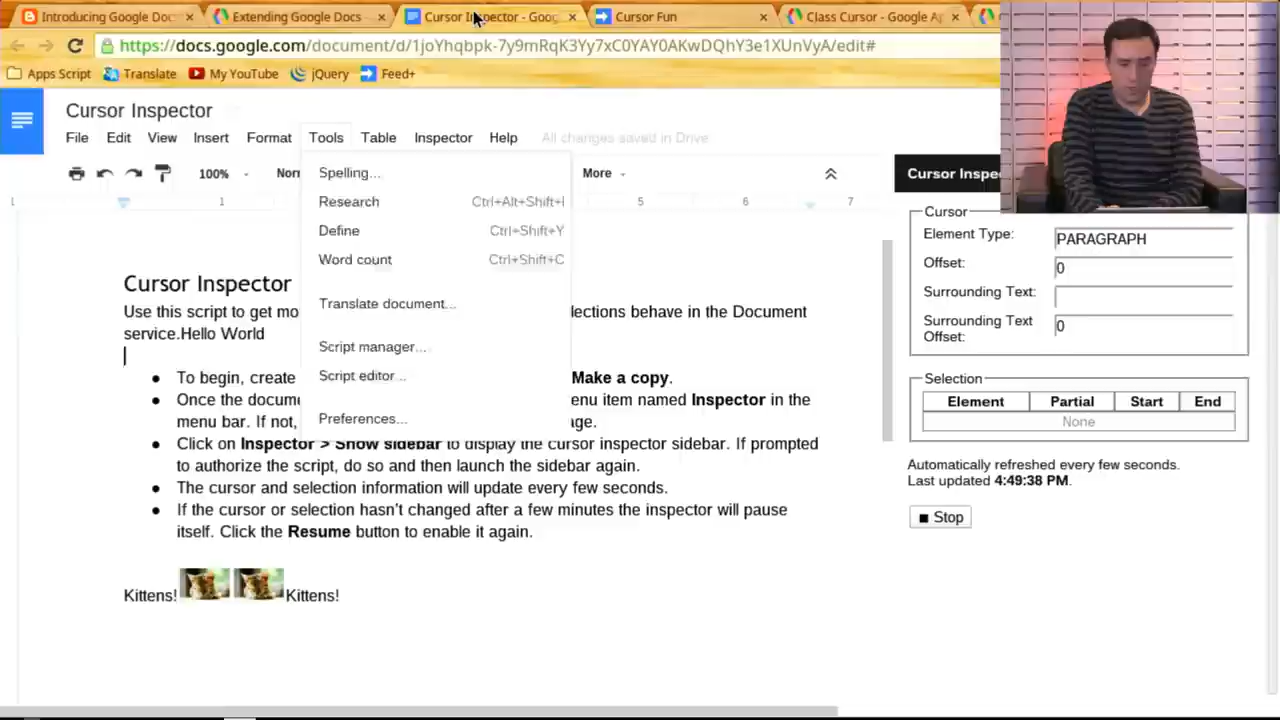 Introducing Google Doc
Extending Google Docs
Cursor Inspector - Goog
Cursor Fun
Class Cursor - Google Ap
https://docs.google.com/document/d/1joYhqbpk-7y9mRqK3Yy7xC0YAY0AKwDQhY3e1XUnVyA/edit#
Apps Script
Translate
My YouTube
jQuery
Feed+
Cursor Inspector
File Edit View Insert Format Tools Table Inspector Help All changes saved in Drive
100% Nor More
1 1 5 6 7
Spelling...
Research Ctrl+Alt+Shift+I
Define Ctrl+Shift+Y
Word count Ctrl+Shift+C
Translate document...
Script manager...
Script editor...
Preferences...
Cursor Inspector
Use this script to get mo lections behave in the Document
service.Hello World
● To begin, create Make a copy.
● Once the docume enu item named Inspector in the
menu bar. If not, age.
● Click on Inspector > Show sidebar to display the cursor inspector sidebar. If prompted
to authorize the script, do so and then launch the sidebar again.
● The cursor and selection information will update every few seconds.
● If the cursor or selection hasn't changed after a few minutes the inspector will pause
itself. Click the Resume button to enable it again.
Kittens! Kittens!
Cursor Inspe
Cursor
Element Type: PARAGRAPH
Offset: 0
Surrounding Text:
Surrounding Text
Offset: 0
Selection
Element Partial Start End
None
Automatically refreshed every few seconds.
Last updated 4:49:38 PM.
■ Stop